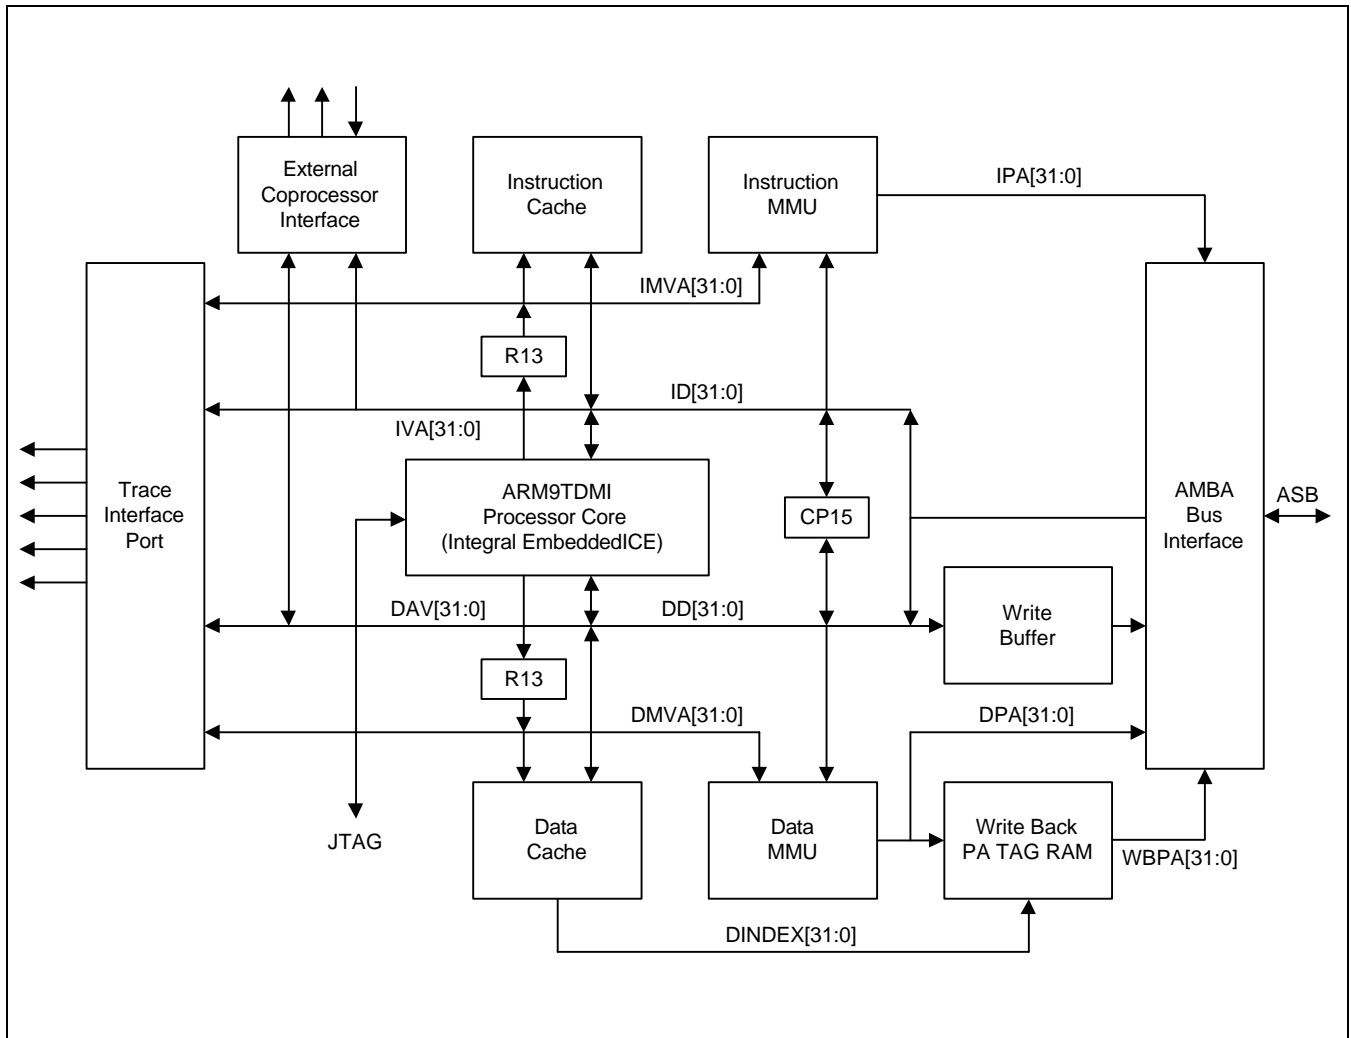 External
Coprocessor
Interface
Instruction
Cache
Instruction
MMU
IPA[31:0]
IMVA[31:0]
R13
ID[31:0]
IVA[31:0]
Trace
Interface
Port
ARM9TDMI
Processor Core
(Integral EmbeddedICE)
CP15
AMBA
Bus
Interface
ASB
DAV[31:0]
DD[31:0]
Write
Buffer
R13
DMVA[31:0]
DPA[31:0]
JTAG
Data
Cache
Data
MMU
Write Back
PA TAG RAM
WBPA[31:0]
DINDEX[31:0]